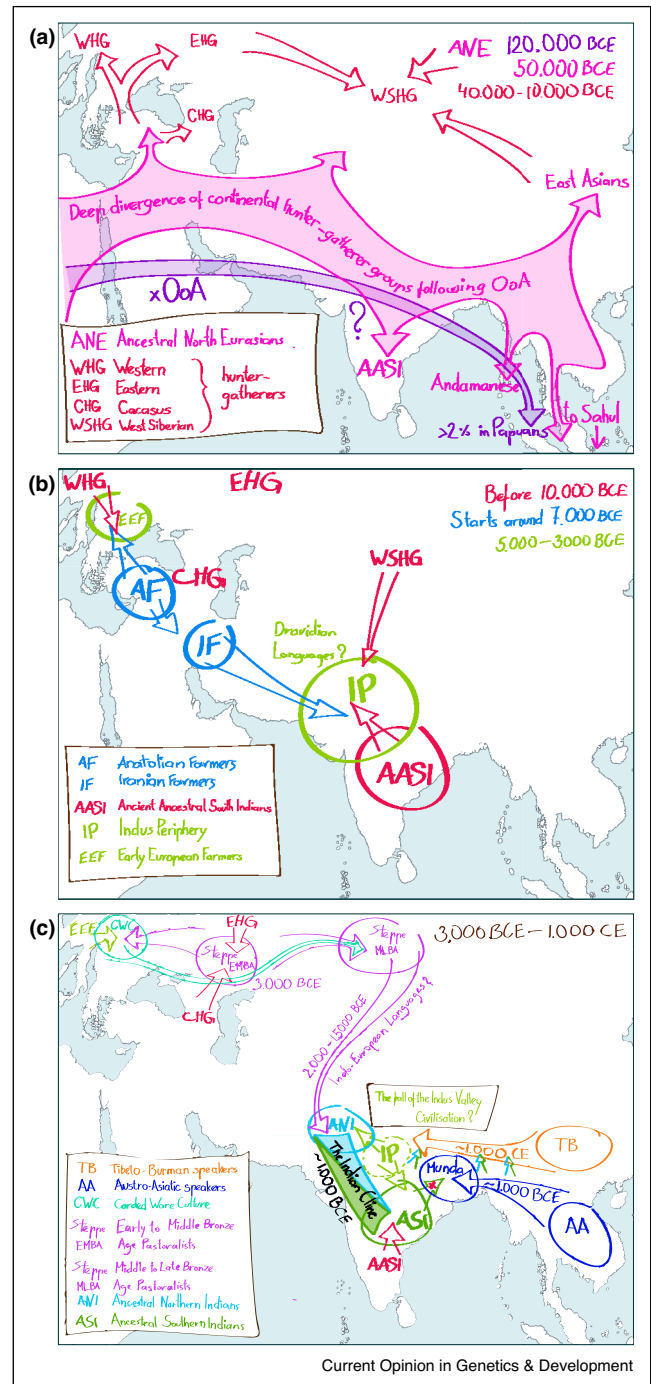 (a)
WHG
EHG
ANE 120.000 BCE
50.000 BCE
40.000-10.000 BCE
WSHG
CHG
East Asians
Deep divergence of continental hunter-gatherer groups following OoA
xOoA
?
AASI
Andamanese
to Sahul
>2% in Papuans
ANE Ancestral North Eurasians
WHG Western
EHG Eastern
CHG Cacasus
WSHG West Siberian
hunter-
gatherers
(b)
WHG
EHG
Before 10.000 BCE
Starts around 7.000 BCE
5.000-3000 BCE
EEF
WSHG
CHG
AF
IF
Dravidian
Languages?
IP
AASI
AF Anatolian Farmers
IF Iranian Farmers
AASI Ancient Ancestral South Indians
IP Indus Periphery
EEF Early European Farmers
(c)
EEF
CWC
EHG
Steppe
EMBA
Steppe
MLBA
3,000 BCE-1.000 CE
3.000 BCE
CHG
2.000-1.5000 BCE
Indo-European Languages?
The fall of the Indus Valley
Civilisation?
ANI
IP
~1.000 CE
TB
The Indian Cline
~1.000 BCE
Munda
~1.000 BCE
ASI
AA
AASI
TB Tibeto-Burman speakers
AA Austro-Asiatic speakers
CWC Corded Ware Culture
Steppe Early to Middle Bronze
EMBA Age Pastoralists
Steppe Middle to Late Bronze
MLBA Age Pastoralists
ANI Ancestral Northern Indians
ASI Ancestral Southern Indians
Current Opinion in Genetics & Development